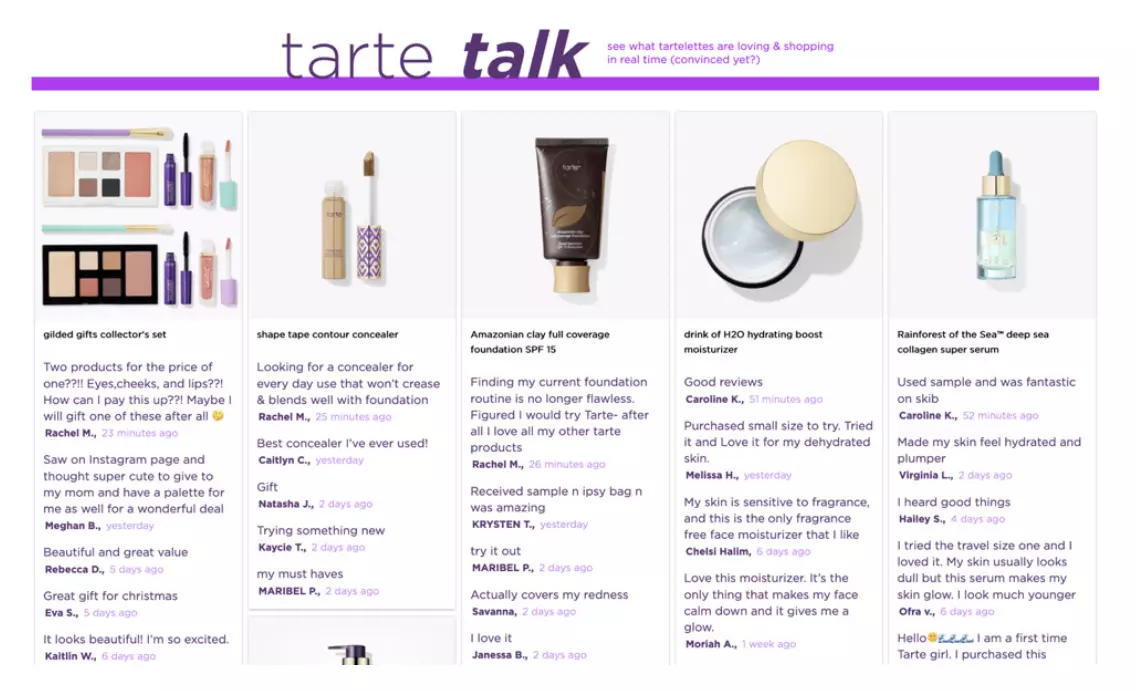 tarte talk
see what tartelettes are loving & shopping
in real time (convinced yet?)
gilded gifts collector's set
Two products for the price of
one??!! Eyes,cheeks, and lips??!
How can I pay this up??! Maybe I
will gift one of these after all 🤔
Rachel M., 23 minutes ago
Saw on Instagram page and
thought super cute to give to
my mom and have a palette for
me as well for a wonderful deal
Meghan B., yesterday
Beautiful and great value
Rebecca D., 5 days ago
Great gift for christmas
Eva S., 5 days ago
It looks beautiful! I'm so excited.
Kaitlin W., 6 days ago
tarte
shape tape contour concealer
Looking for a concealer for
every day use that won't crease
& blends well with foundation
Rachel M., 25 minutes ago
Best concealer I've ever used!
Caitlyn C., yesterday
Gift
Natasha J., 2 days ago
Trying something new
Kaycie T., 2 days ago
my must haves
MARIBEL P., 2 days ago
tarte
Amazonian clay full coverage
foundation SPF 15
Finding my current foundation
routine is no longer flawless.
Figured I would try Tarte- after
all I love all my other tarte
products
Rachel M., 26 minutes ago
Received sample n ipsy bag n
was amazing
KRYSTEN T., yesterday
try it out
MARIBEL P., 2 days ago
Actually covers my redness
Savanna, 2 days ago
I love it
Janessa B., 2 days ago
drink of H2O hydrating boost
moisturizer
Good reviews
Caroline K., 51 minutes ago
Purchased small size to try. Tried
it and Love it for my dehydrated
skin.
Melissa H., yesterday
My skin is sensitive to fragrance,
and this is the only fragrance
free face moisturizer that I like
Chelsi Halim, 6 days ago
Love this moisturizer. It's the
only thing that makes my face
calm down and it gives me a
glow.
Moriah A., 1 week ago
Rainforest of the Sea™ deep sea
collagen super serum
Used sample and was fantastic
on skib
Caroline K., 52 minutes ago
Made my skin feel hydrated and
plumper
Virginia L., 2 days ago
I heard good things
Hailey S., 4 days ago
I tried the travel size one and I
loved it. My skin usually looks
dull but this serum makes my
skin glow. I look much younger
Ofra v., 6 days ago
Hello😊🌊🌊🌊 I am a first time
Tarte girl. I purchased this